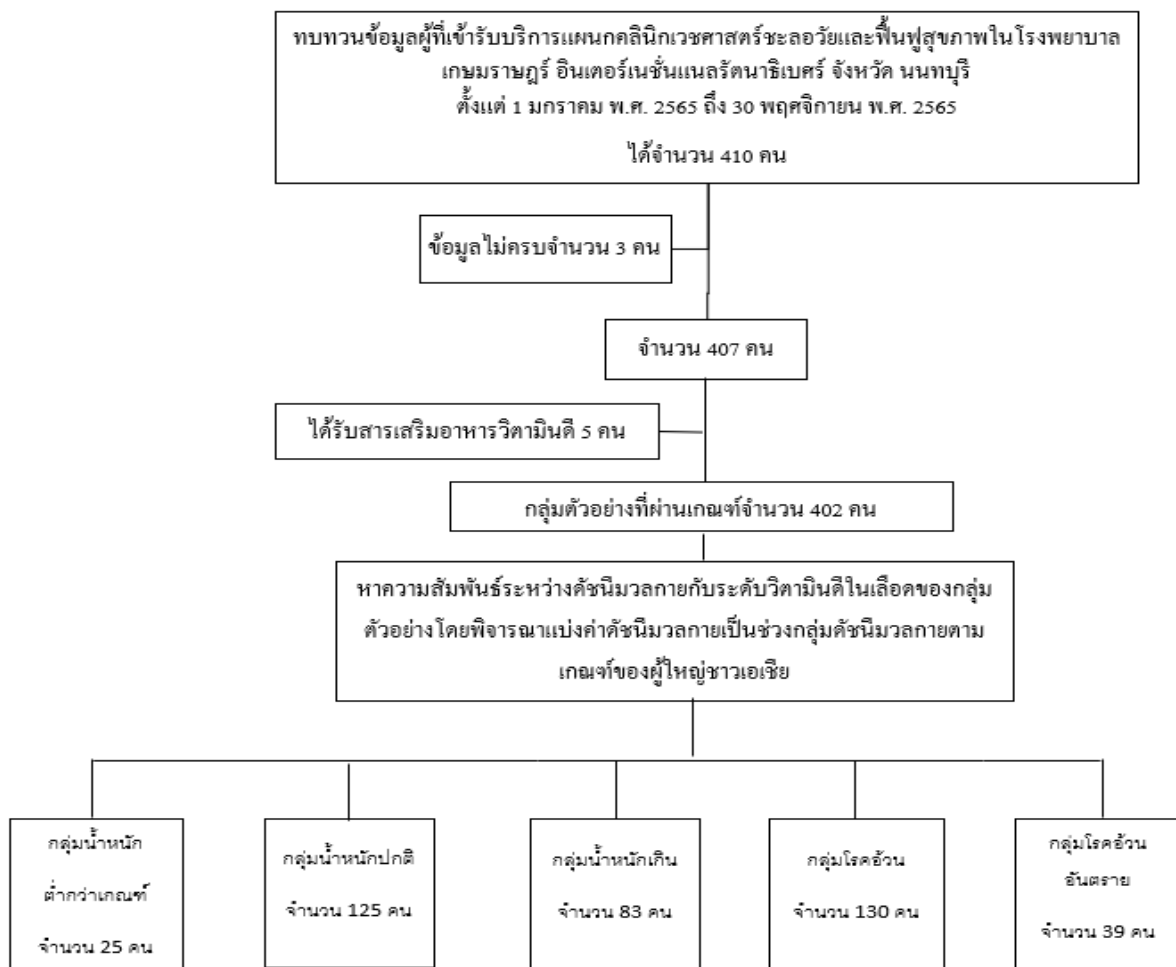 ทบทวนข้อมูลผู้ที่เข้ารับบริการแผนกคลินิกเวชศาสตร์ชะลอวัยและฟื้นฟูสุขภาพในโรงพยาบาล
เกษมราษฎร์ อินเตอร์เนชั่นแนลรัตนาธิเบศร์ จังหวัด นนทบุรี
ตั้งแต่ 1 มกราคม พ.ศ. 2565 ถึง 30 พฤศจิกายน พ.ศ. 2565
ได้จำนวน 410 คน
ข้อมูลไม่ครบจำนวน 3 คน
จำนวน 407 คน
ได้รับสารเสริมอาหารวิตามินดี 5 คน
กลุ่มตัวอย่างที่ผ่านเกณฑ์จำนวน 402 คน
หาความสัมพันธ์ระหว่างดัชนีมวลกายกับระดับวิตามินดีในเลือดของกลุ่ม
ตัวอย่างโดยพิจารณาแบ่งค่าดัชนีมวลกายเป็นช่วงกลุ่มดัชนีมวลกายตาม
เกณฑ์ของผู้ใหญ่ชาวเอเชีย
กลุ่มน้ำหนัก
ต่ำกว่าเกณฑ์
จำนวน 25 คน
กลุ่มน้ำหนักปกติ
จำนวน 125 คน
กลุ่มน้ำหนักเกิน
จำนวน 83 คน
กลุ่มโรคอ้วน
จำนวน 130 คน
กลุ่มโรคอ้วน
อันตราย
จำนวน 39 คน